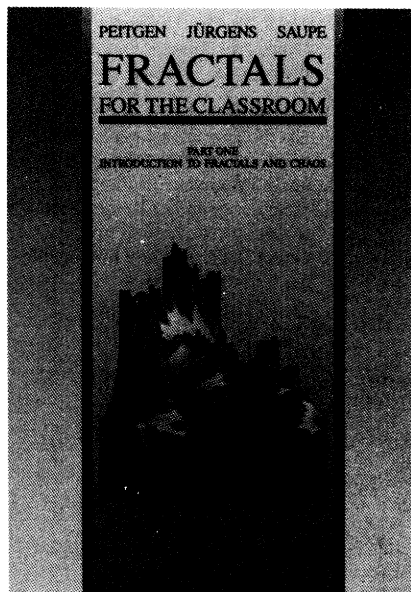 PEITGEN JÜRGENS SAUPE
FRACTALS
FOR THE CLASSROOM
PART ONE
INTRODUCTION TO FRACTALS AND CHAOS